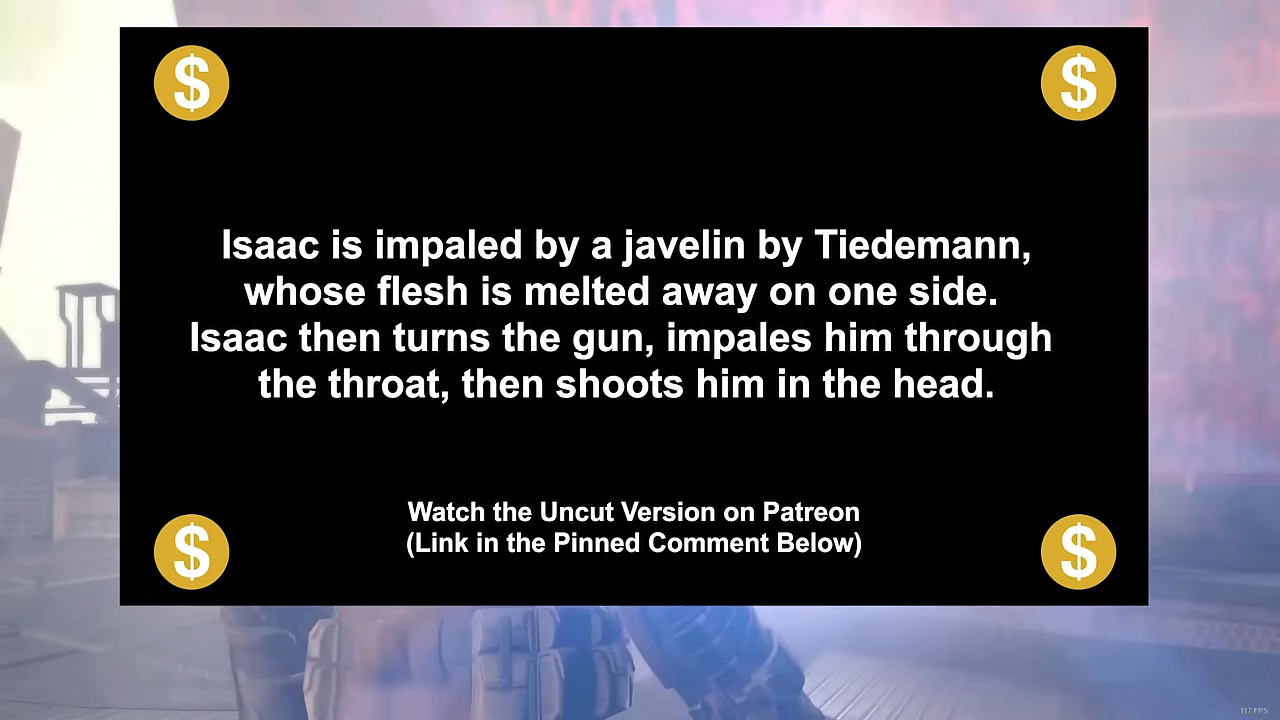 $ $
Isaac is impaled by a javelin by Tiedemann,
whose flesh is melted away on one side.
Isaac then turns the gun, impales him through
the throat, then shoots him in the head.
Watch the Uncut Version on Patreon
(Link in the Pinned Comment Below)
$ $
117 FPS